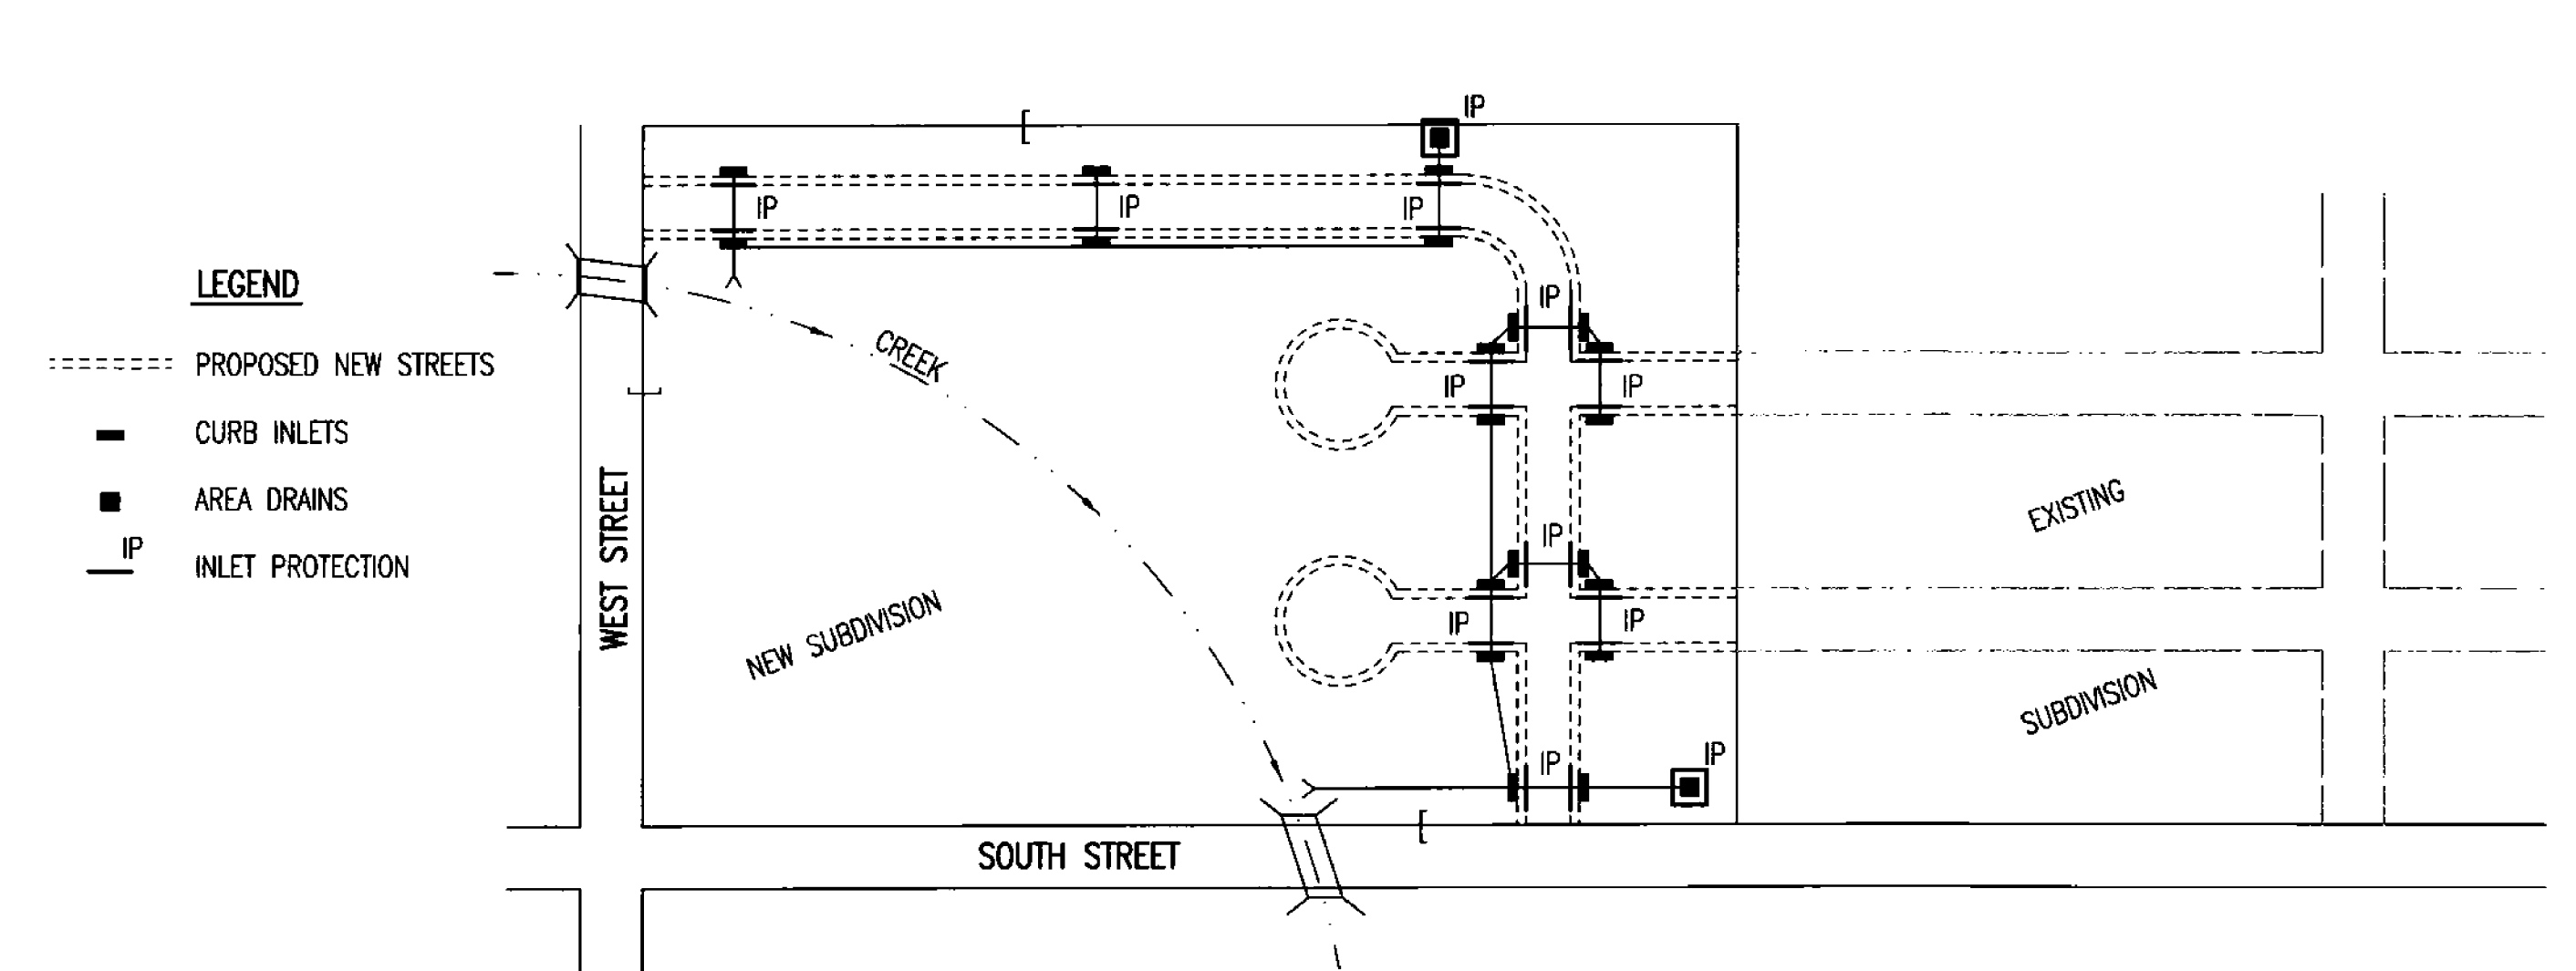 IP
IP
IP
IP
LEGEND
IP
PROPOSED NEW STREETS
CREEK
IP
IP
CURB INLETS
AREA DRAINS
EXISTING
IP
INLET PROTECTION
IP
WEST STREET
IP
IP
NEW SUBDIVISION
SUBDIVISION
IP
IP
SOUTH STREET